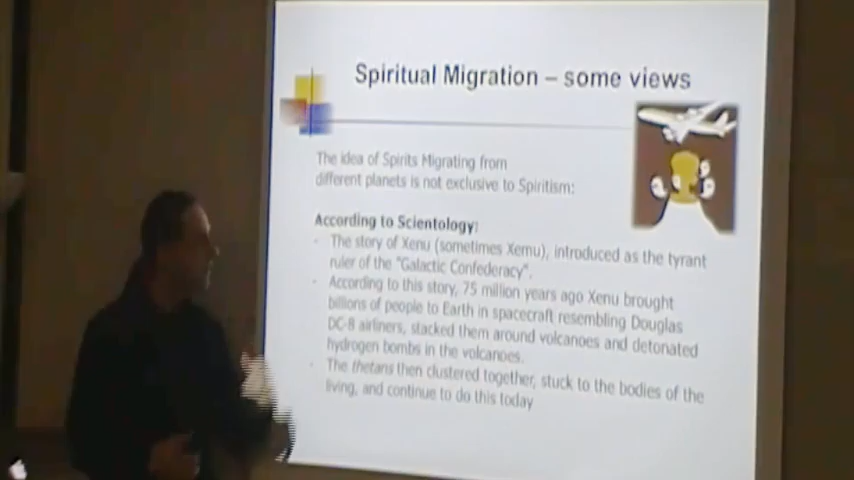 Spiritual Migration – some views
The idea of Spirits Migrating from
different planets is not exclusive to Spiritism:
According to Scientology:
The story of Xenu (sometimes Xemu), introduced as the tyrant
ruler of the "Galactic Confederacy".
According to this story, 75 million years ago Xenu brought
billions of people to Earth in spacecraft resembling Douglas
DC-8 airliners, stacked them around volcanoes and detonated
hydrogen bombs in the volcanoes.
The thetans then clustered together, stuck to the bodies of the
living, and continue to do this today